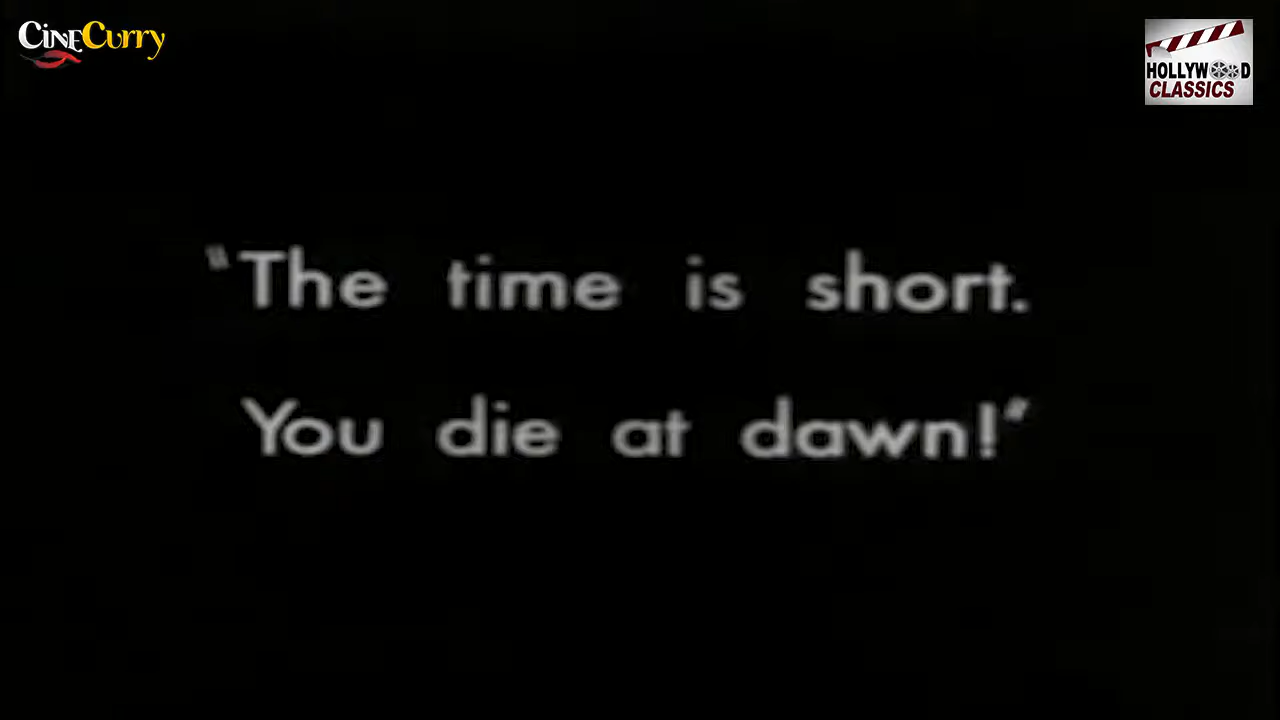 CINECURRY
HOLLYWOOD
CLASSICS
"The time is short.
You die at dawn!"